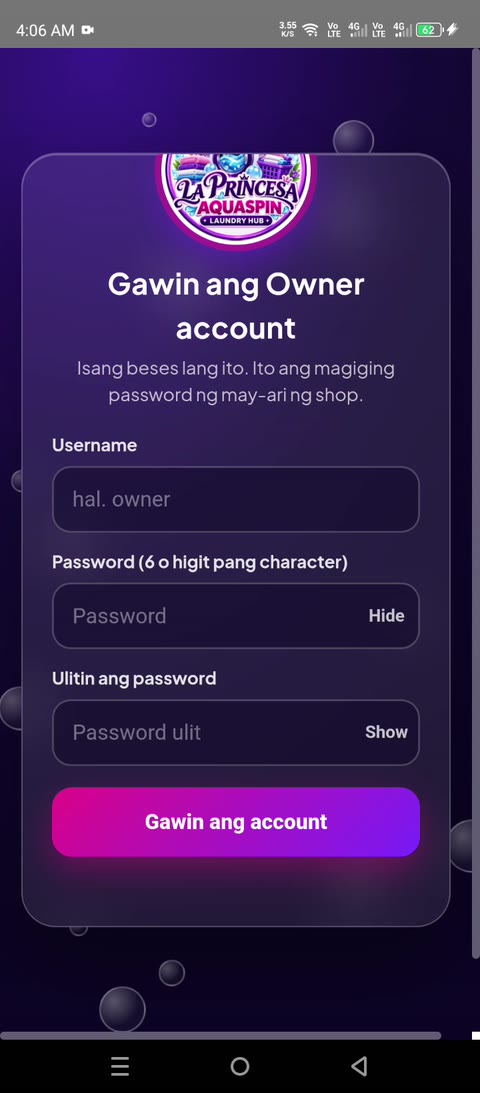 4:06 AM
3.55
K/S
Vo
LTE
4G
Vo
LTE
4G
62
LA PRINCESA
AQUASPIN
LAUNDRY HUB
Gawin ang Owner
account
Isang beses lang ito. Ito ang magiging
password ng may-ari ng shop.
Username
hal. owner
Password (6 o higit pang character)
Password
Hide
Ulitin ang password
Password ulit
Show
Gawin ang account